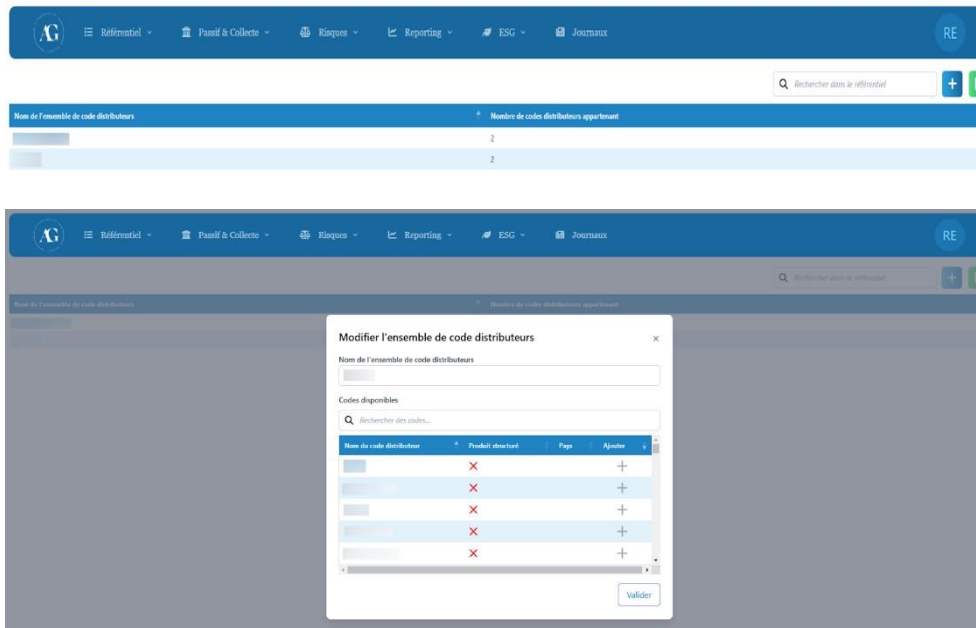 AG Référentiel Passif & Collecte Risques Reporting ESG Journaux RE
Rechercher dans le référentiel +
Nom de l'ensemble de code distributeurs Nombre de codes distributeurs appartenant
2
2
AG Référentiel Passif & Collecte Risques Reporting ESG Journaux RE
Rechercher dans le référentiel +
Nom de l'ensemble de code distributeurs Nombre de codes distributeurs appartenant
Modifier l'ensemble de code distributeurs ×
Nom de l'ensemble de code distributeurs
Codes disponibles
Rechercher des codes...
Nom du code distributeur Produit structuré Pays Ajouter
Valider